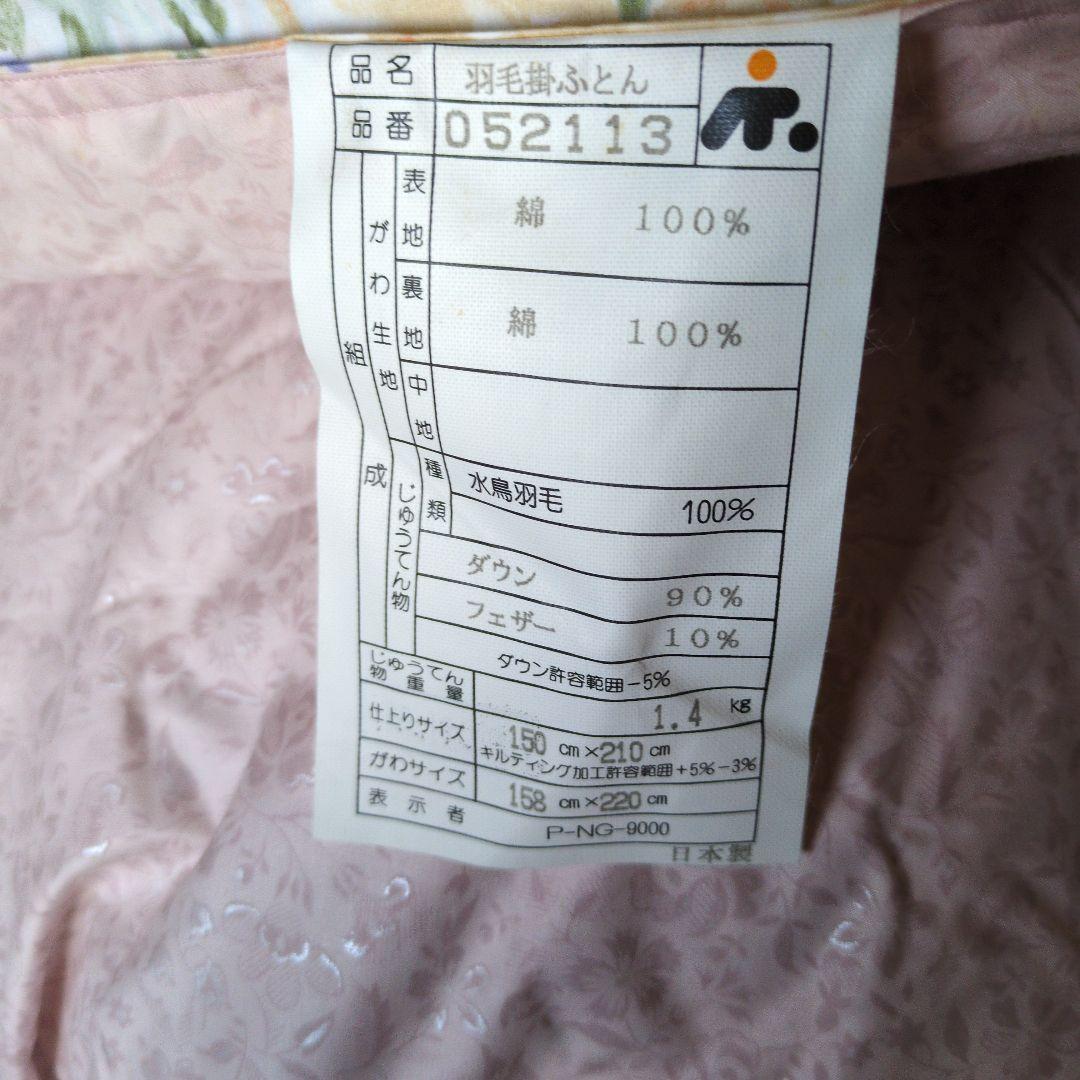 品名 羽毛掛ふとん
品番 052113
組成
がわ生地
表地 綿 100%
裏地 綿 100%
中地
じゅうてん物
種類 水鳥羽毛 100%
ダウン 90%
フェザー 10%
ダウン許容範囲-5%
じゅうてん物重量 1.4 kg
仕上りサイズ 150 cm×210 cm
キルティング加工許容範囲+5%-3%
がわサイズ 158 cm×220 cm
表示者 P-NG-9000
日本製